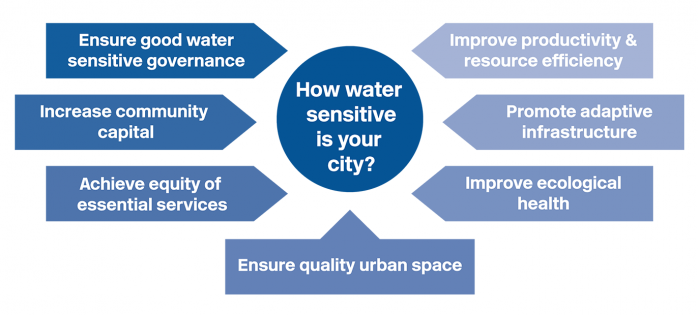 Ensure good water
sensitive governance
Increase community
capital
Achieve equity of
essential services
How water
sensitive
is your
city?
Improve productivity &
resource efficiency
Promote adaptive
infrastructure
Improve ecological
health
Ensure quality urban space